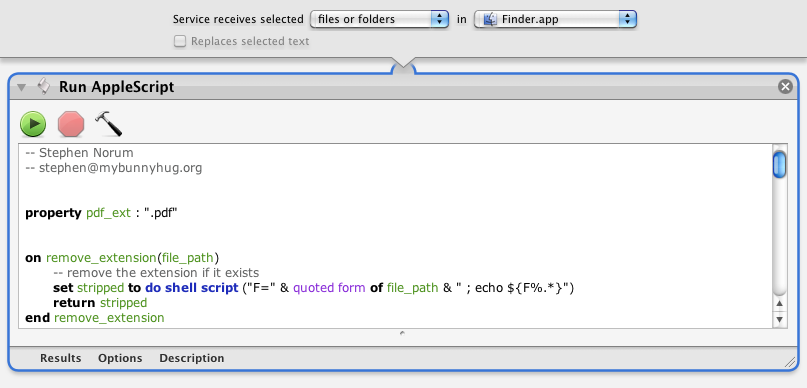 Service receives selected files or folders in Finder.app
Replaces selected text
Run AppleScript
-- Stephen Norum
-- stephen@mybunnyhug.org
property pdf_ext : ".pdf"
on remove_extension(file_path)
-- remove the extension if it exists
set stripped to do shell script ("F=" & quoted form of file_path & " ; echo ${F%.*}")
return stripped
end remove_extension
Results Options Description